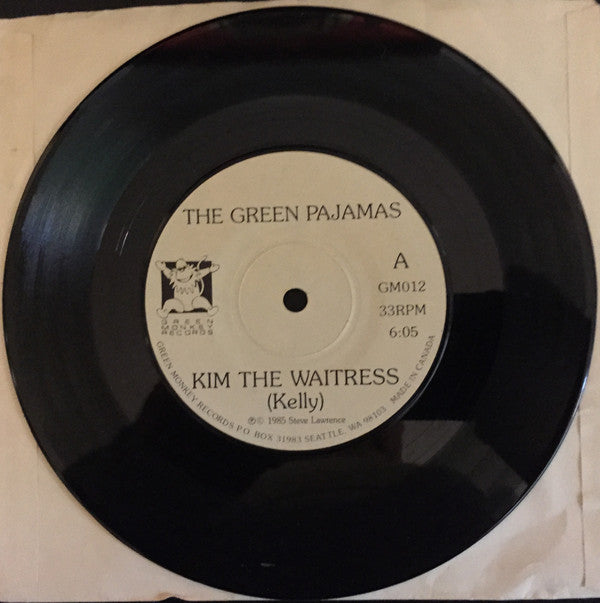 THE GREEN PAJAMAS
A
GM012
33RPM
6:05
GREEN
MONKEY
RECORDS
KIM THE WAITRESS
(Kelly)
℗© 1985 Steve Lawrence
GREEN MONKEY RECORDS P.O. BOX 31983 SEATTLE, WA 98103 MADE IN CANADA